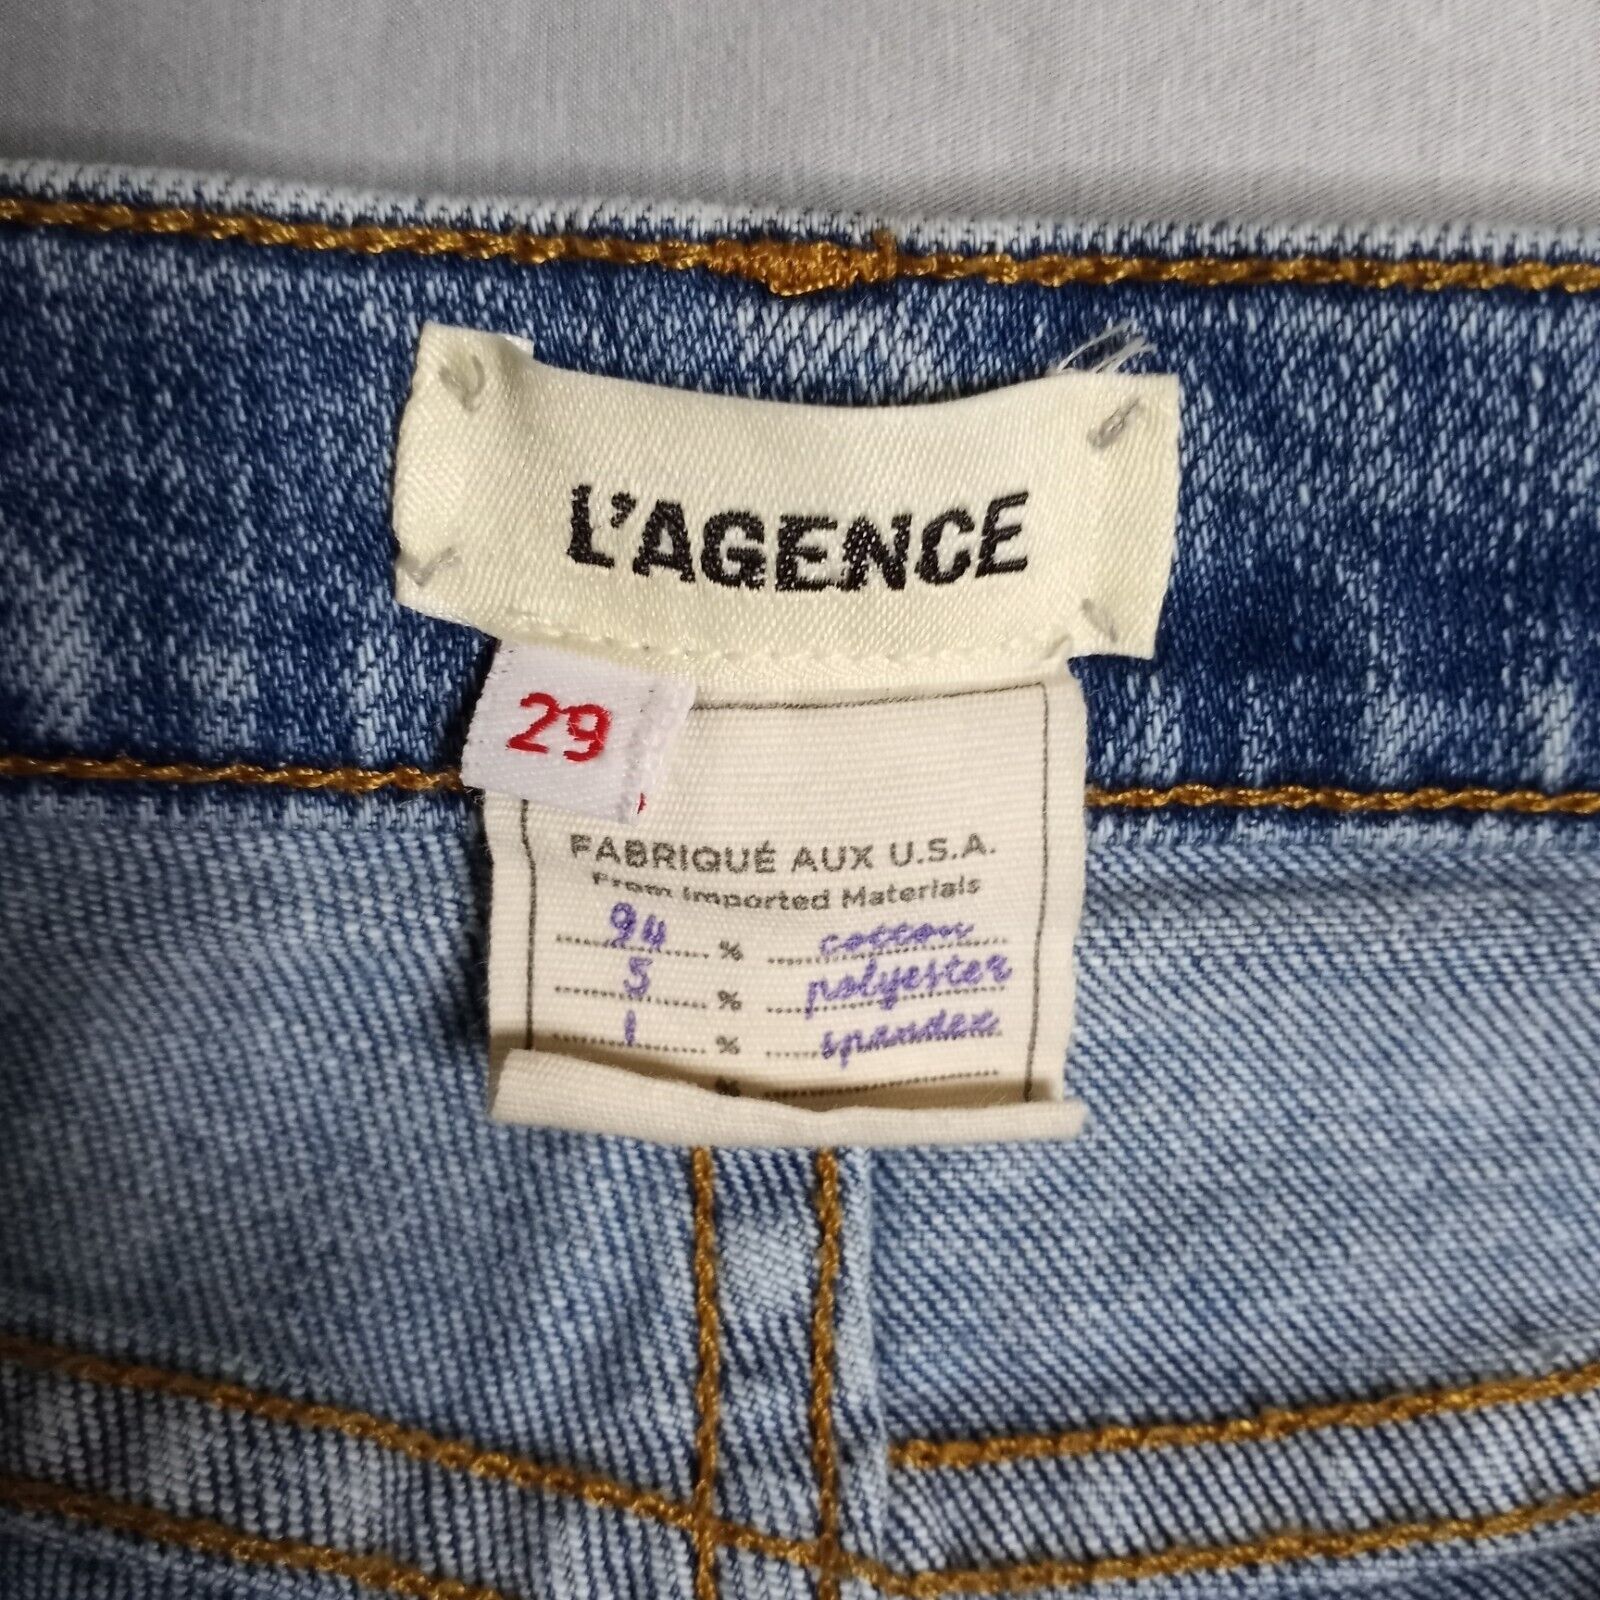 L'AGENCE
29
FABRIQUÉ AUX U.S.A.
From Imported Materials
94 % cotton
5 % polyester
1 % spandex
%